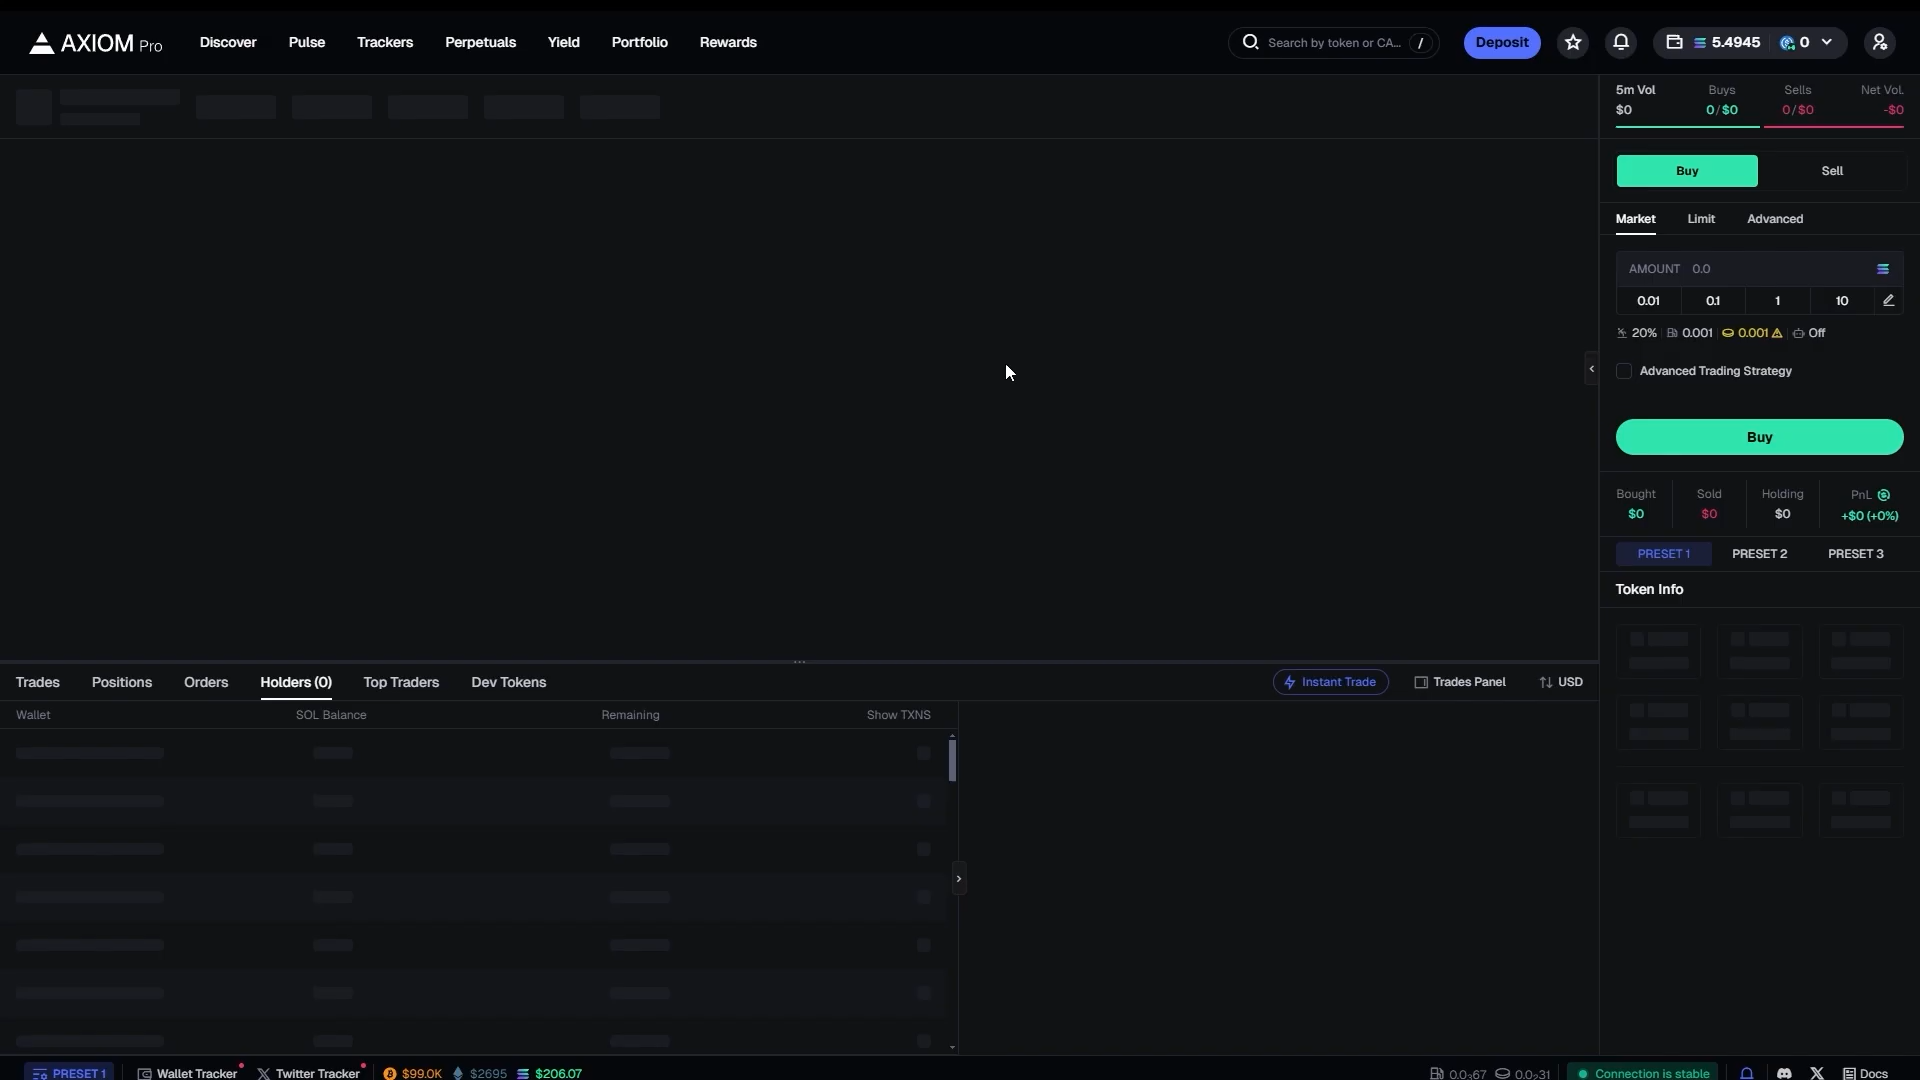 AXIOM Pro Discover Pulse Trackers Perpetuals Yield Portfolio Rewards Search by token or CA... / Deposit 5.4945 0
5m Vol Buys Sells Net Vol.
$0 0/$0 0/$0 -$0
Buy Sell
Market Limit Advanced
AMOUNT 0.0
0.01 0.1 1 10
20% 0.001 0.001 Off
Advanced Trading Strategy
Buy
Bought Sold Holding PnL
$0 $0 $0 +$0 (+0%)
PRESET 1 PRESET 2 PRESET 3
Token Info
Trades Positions Orders Holders (0) Top Traders Dev Tokens Instant Trade Trades Panel USD
Wallet SOL Balance Remaining Show TXNS
PRESET 1 Wallet Tracker Twitter Tracker $99.0K $2695 $206.07 0.0₃67 0.0₂31 Connection is stable Docs